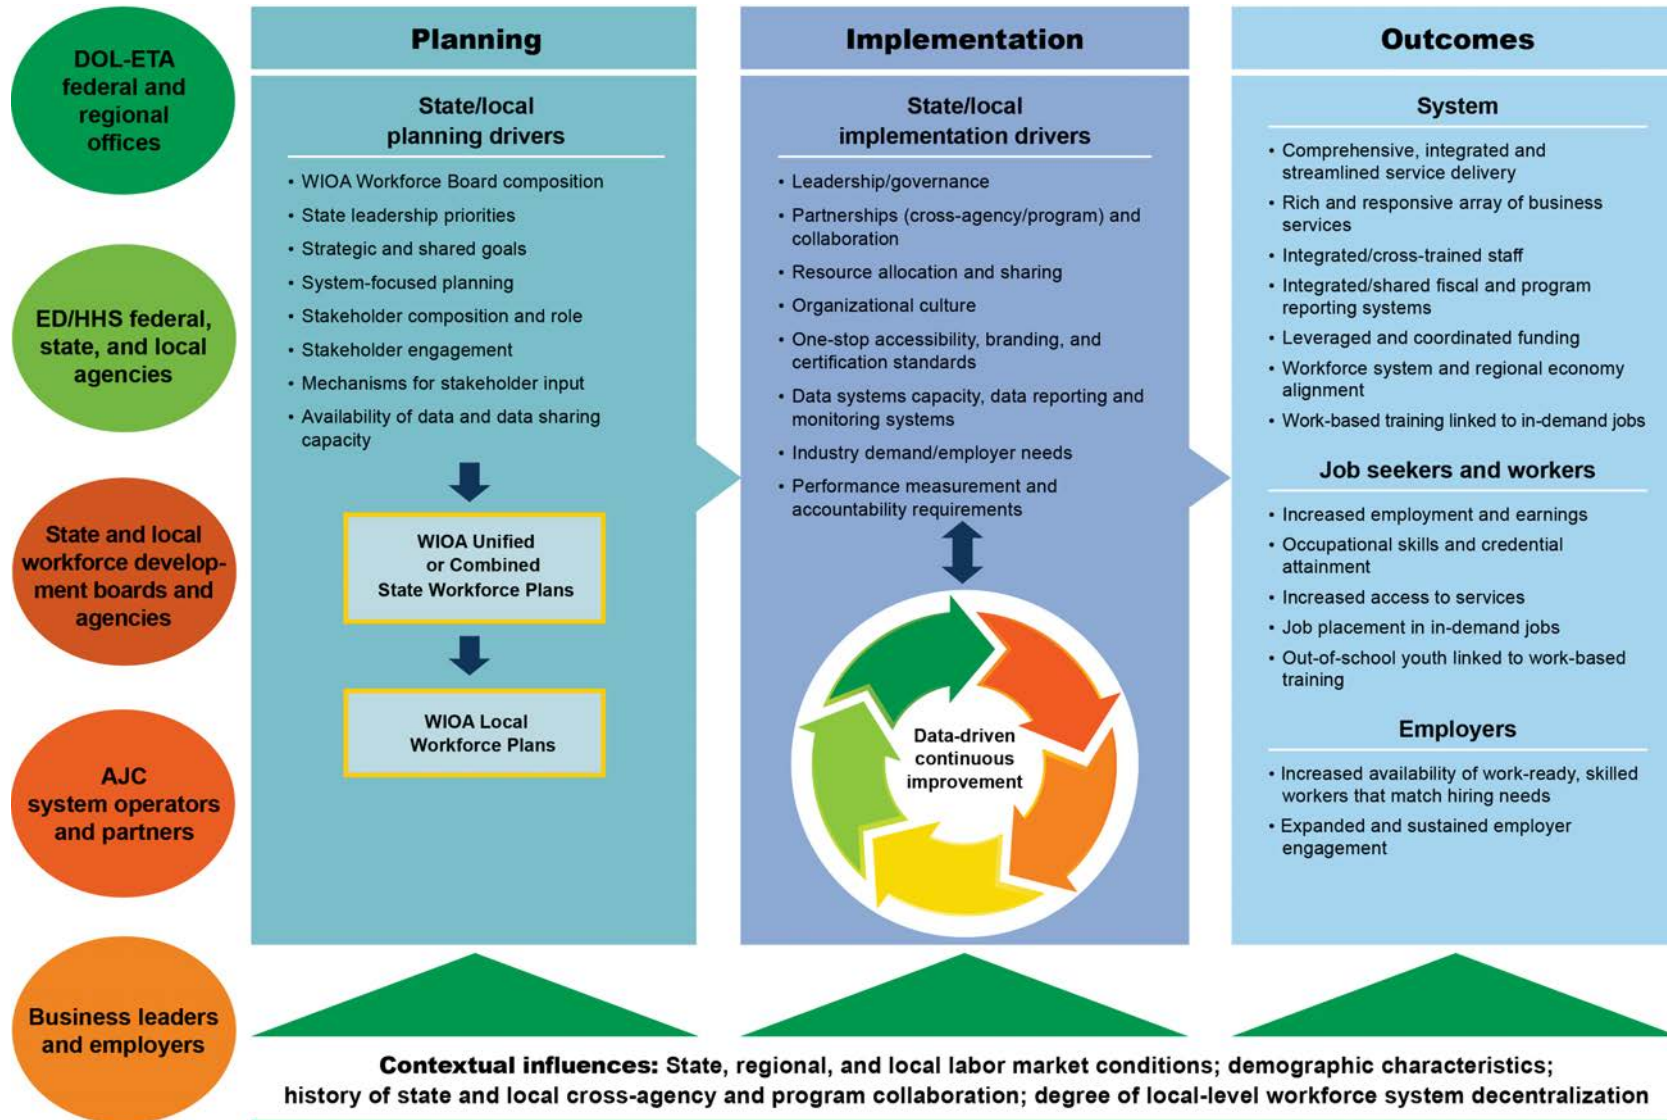 DOL-ETA
federal and
regional
offices
ED/HHS federal,
state, and local
agencies
State and local
workforce develop-
ment boards and
agencies
AJC
system operators
and partners
Business leaders
and employers
Planning
State/local
planning drivers
• WIOA Workforce Board composition
• State leadership priorities
• Strategic and shared goals
• System-focused planning
• Stakeholder composition and role
• Stakeholder engagement
• Mechanisms for stakeholder input
• Availability of data and data sharing
capacity
WIOA Unified
or Combined
State Workforce Plans
WIOA Local
Workforce Plans
Implementation
State/local
implementation drivers
• Leadership/governance
• Partnerships (cross-agency/program) and
collaboration
• Resource allocation and sharing
• Organizational culture
• One-stop accessibility, branding, and
certification standards
• Data systems capacity, data reporting and
monitoring systems
• Industry demand/employer needs
• Performance measurement and
accountability requirements
Data-driven
continuous
improvement
Outcomes
System
• Comprehensive, integrated and
streamlined service delivery
• Rich and responsive array of business
services
• Integrated/cross-trained staff
• Integrated/shared fiscal and program
reporting systems
• Leveraged and coordinated funding
• Workforce system and regional economy
alignment
• Work-based training linked to in-demand jobs
Job seekers and workers
• Increased employment and earnings
• Occupational skills and credential
attainment
• Increased access to services
• Job placement in in-demand jobs
• Out-of-school youth linked to work-based
training
Employers
• Increased availability of work-ready, skilled
workers that match hiring needs
• Expanded and sustained employer
engagement
Contextual influences: State, regional, and local labor market conditions; demographic characteristics;
history of state and local cross-agency and program collaboration; degree of local-level workforce system decentralization